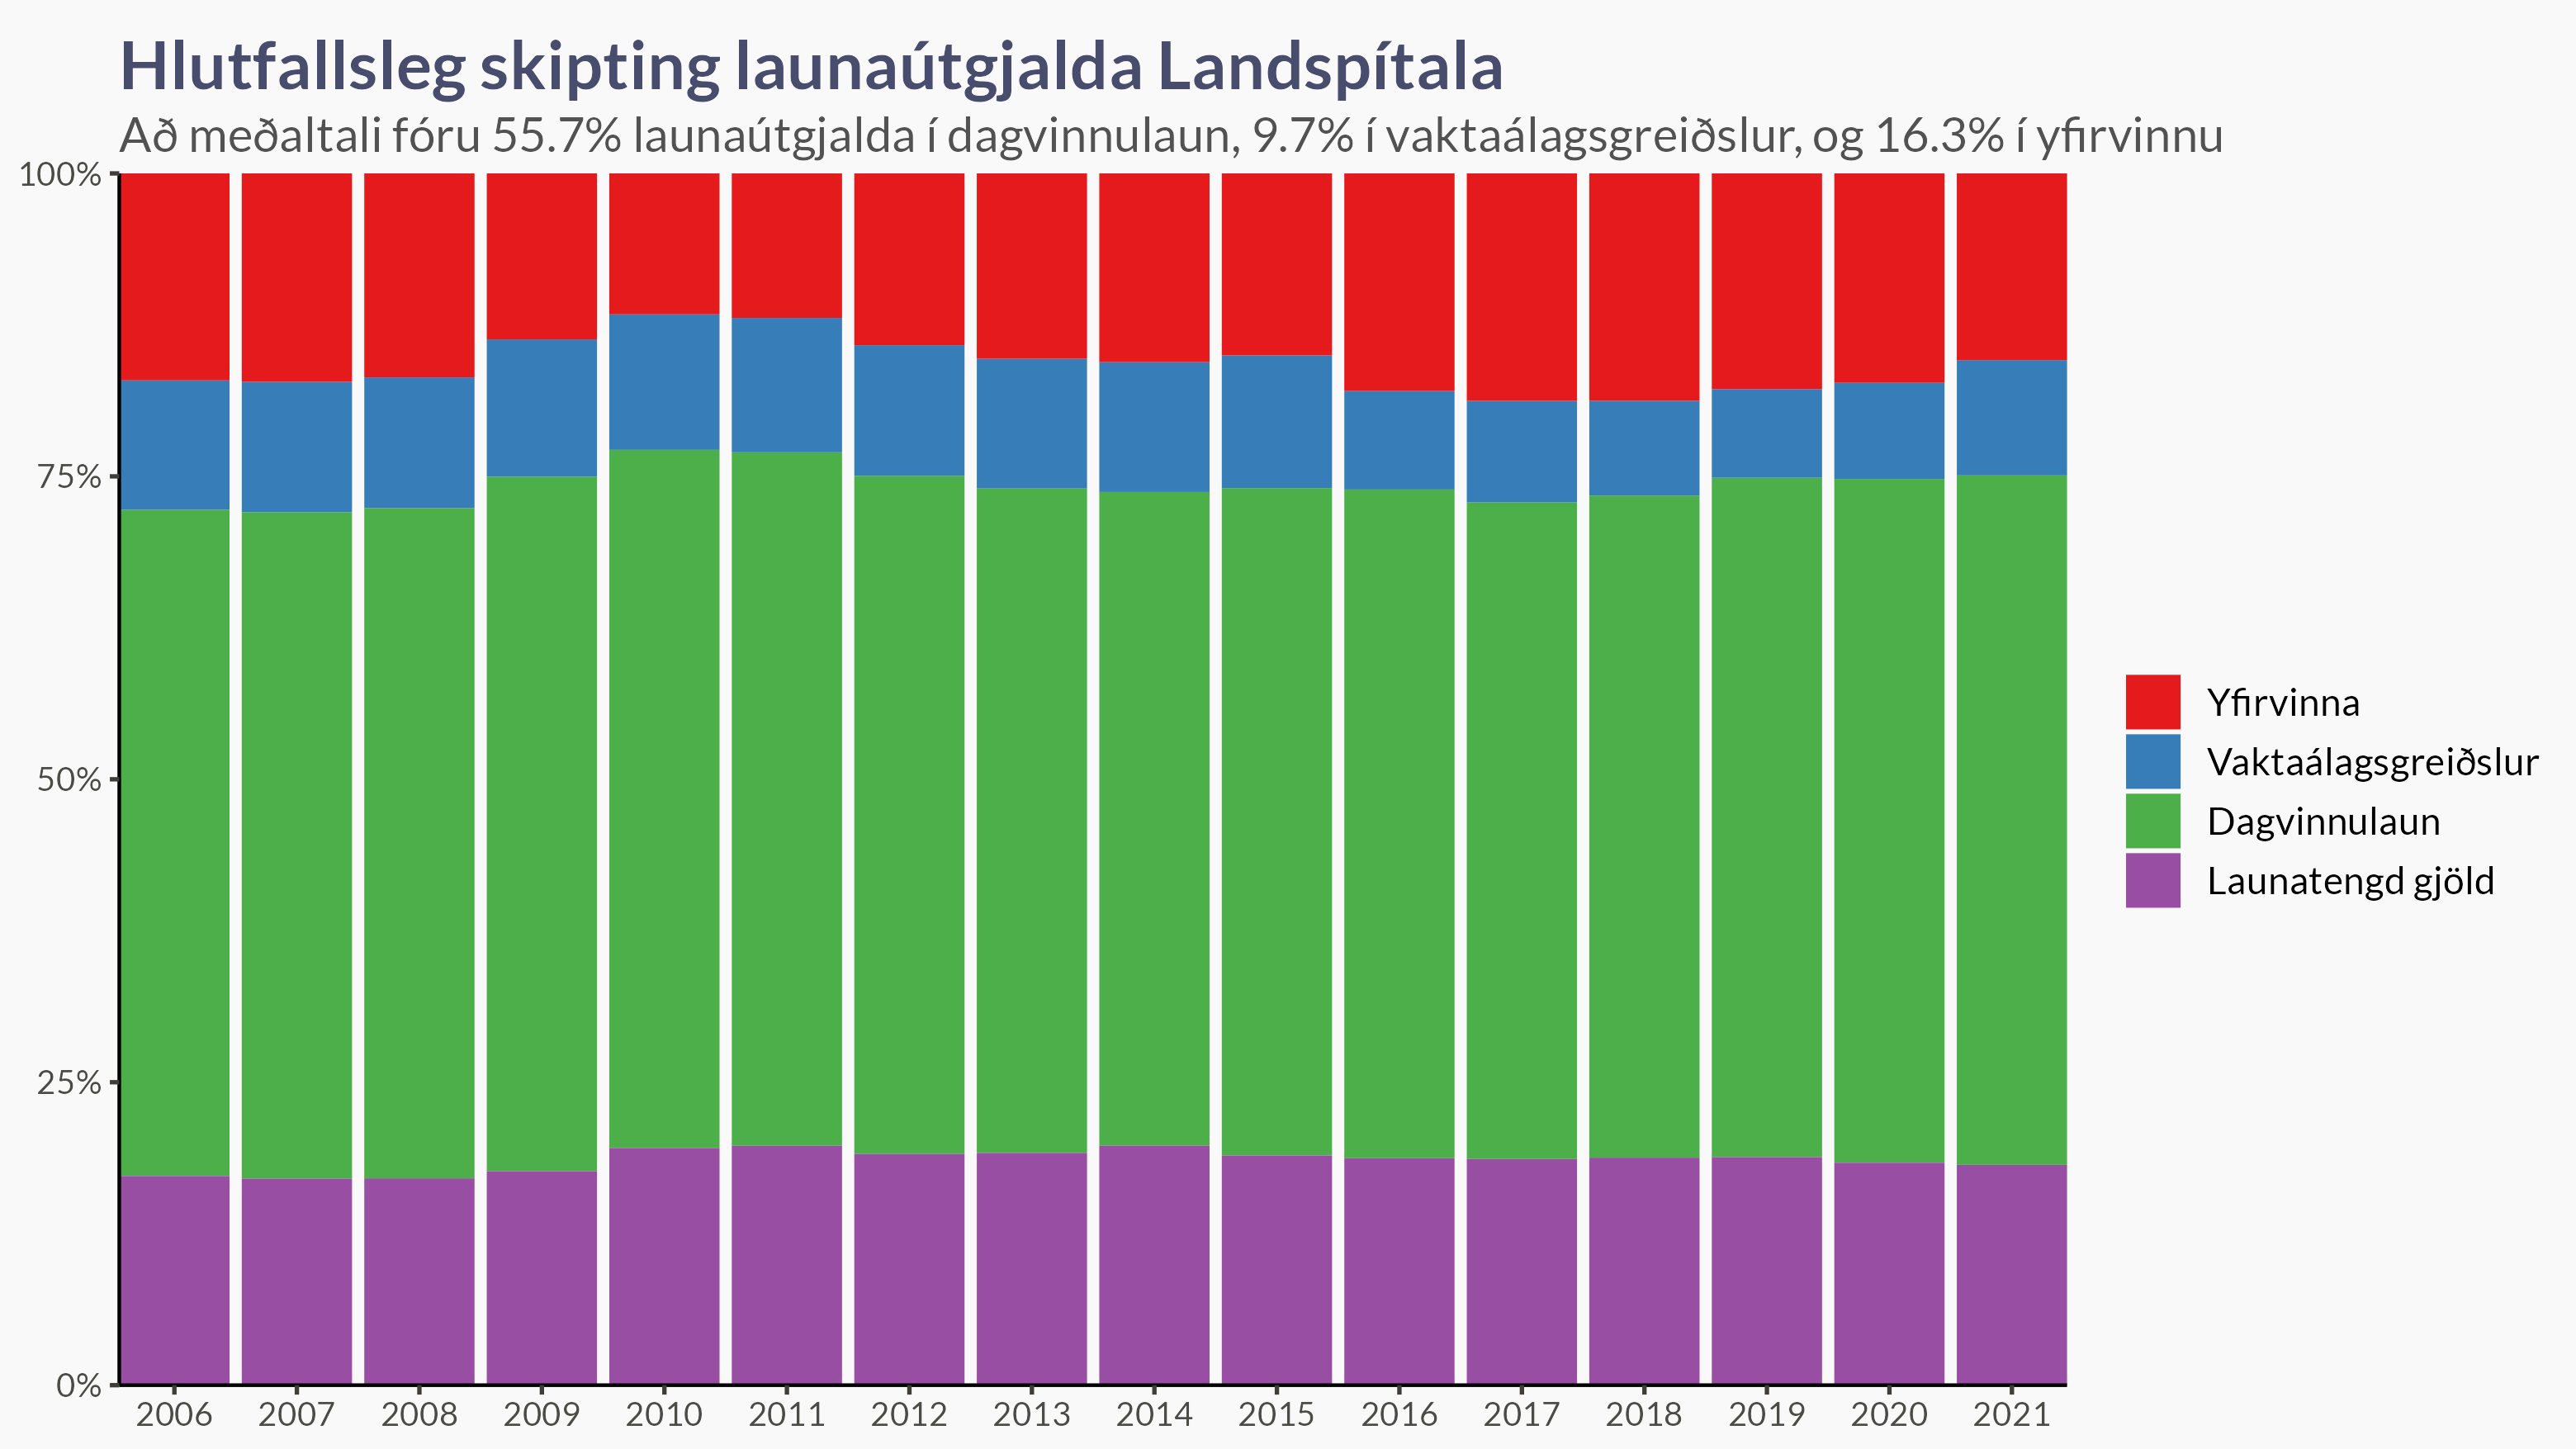 Hlutfallsleg skipting launaútgjalda Landspítala
Að meðaltali fóru 55.7% launaútgjalda í dagvinnulaun, 9.7% í vaktaálagsgreiðslur, og 16.3% í yfirvinnu
100%
75%
50%
25%
0%
Yfirvinna
Vaktaálagsgreiðslur
Dagvinnulaun
Launatengd gjöld
2006 2007 2008 2009 2010 2011 2012 2013 2014 2015 2016 2017 2018 2019 2020 2021